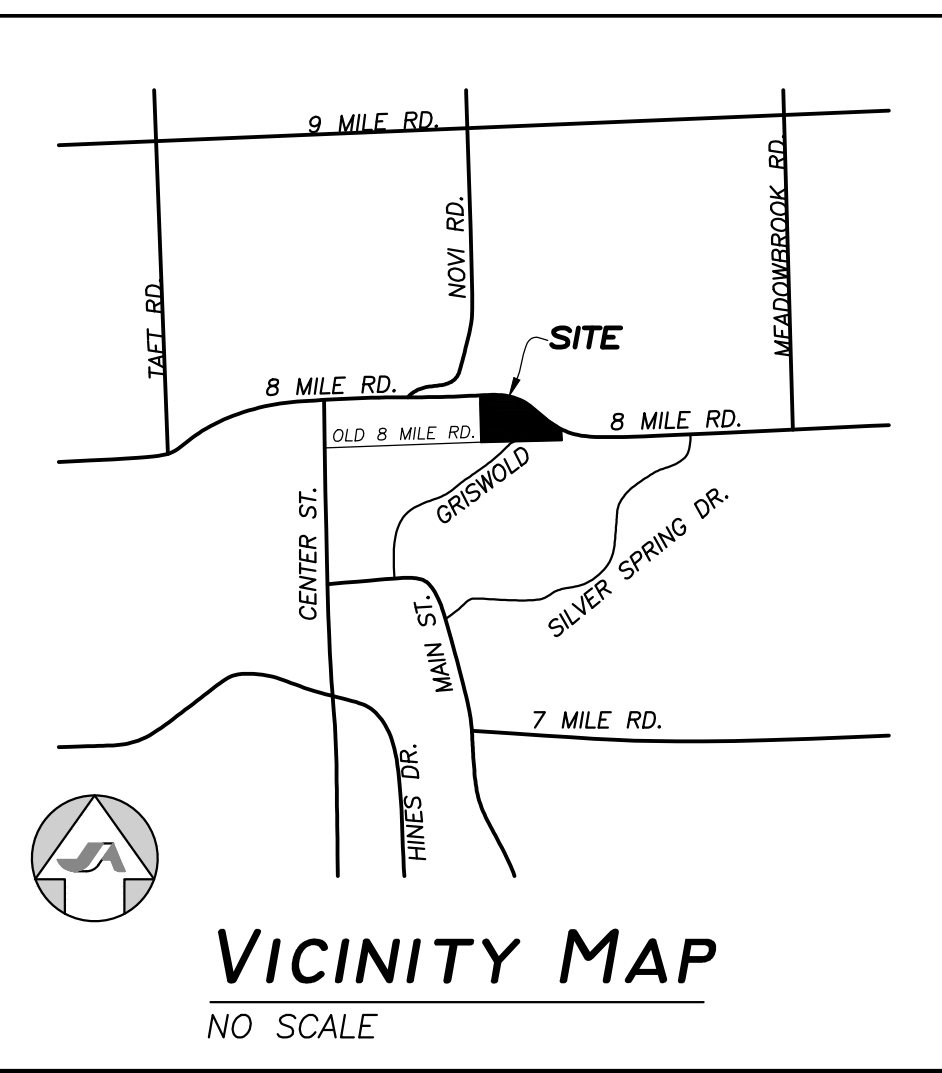 9 MILE RD.
NOVI RD.
MEADOWBROOK RD.
TAFT RD.
SITE
8 MILE RD.
8 MILE RD.
OLD 8 MILE RD.
GRISWOLD
CENTER ST.
SILVER SPRING DR.
MAIN ST.
7 MILE RD.
HINES DR.
VICINITY MAP
NO SCALE